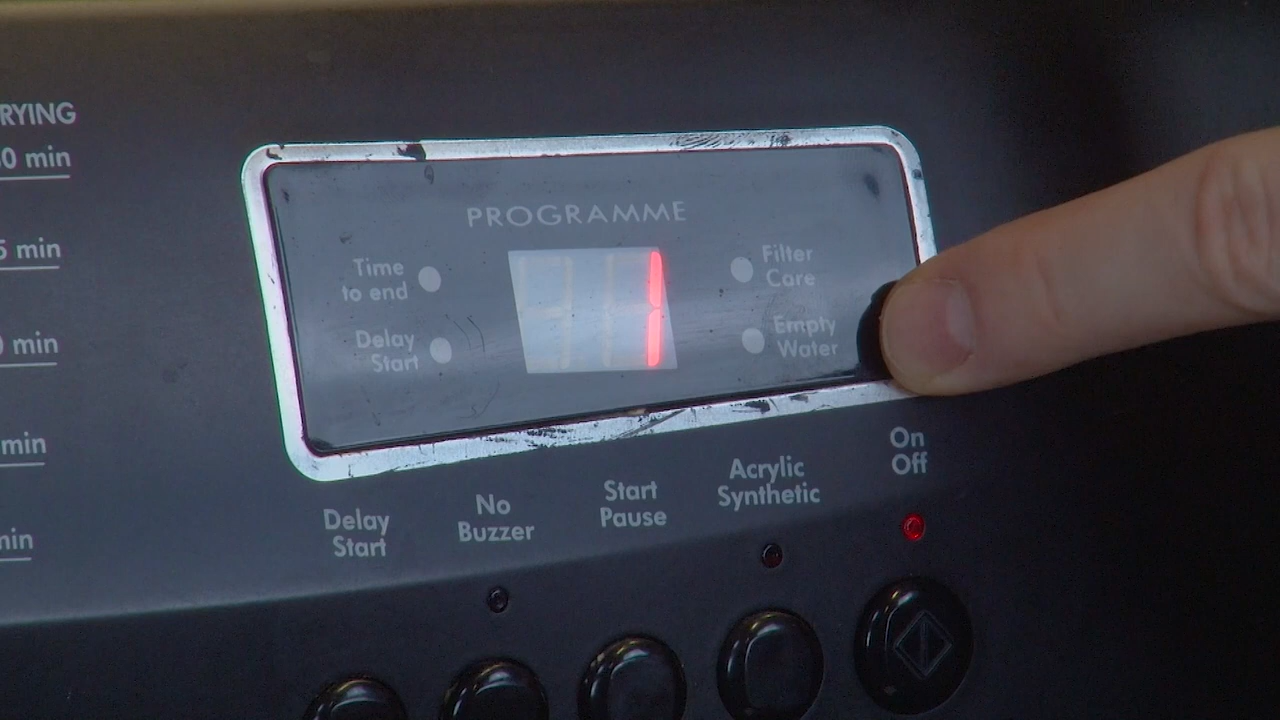 RYING
0 min
5 min
0 min
min
min
PROGRAMME
Time
to end
Delay
Start
1
Filter
Care
Empty
Water
Delay
Start
No
Buzzer
Start
Pause
Acrylic
Synthetic
On
Off